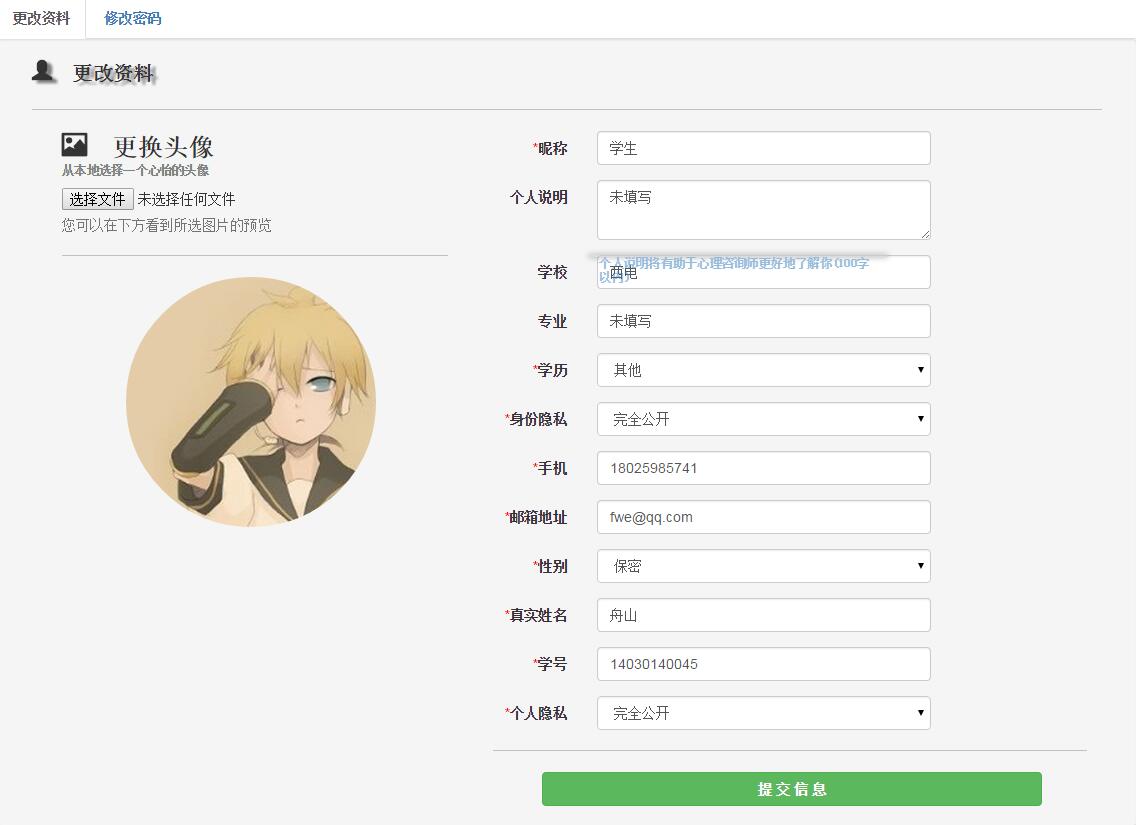 更改资料 修改密码
更改资料
更换头像
从本地选择一个心怡的头像
选择文件 未选择任何文件
您可以在下方看到所选图片的预览
*昵称 学生
个人说明 未填写
个人说明将有助于心理咨询师更好地了解你(100字
以内)
学校 西电
专业 未填写
*学历 其他
*身份隐私 完全公开
*手机 18025985741
*邮箱地址 fwe@qq.com
*性别 保密
*真实姓名 舟山
*学号 14030140045
*个人隐私 完全公开
提交信息